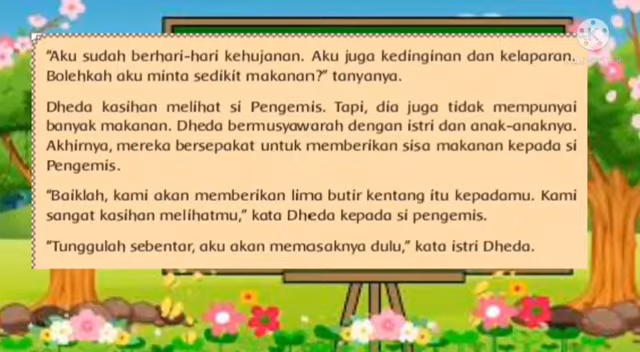 "Aku sudah berhari-hari kehujanan. Aku juga kedinginan dan kelaparan.
Bolehkah aku minta sedikit makanan?" tanyanya.
Dheda kasihan melihat si Pengemis. Tapi, dia juga tidak mempunyai
banyak makanan. Dheda bermusyawarah dengan istri dan anak-anaknya.
Akhirnya, mereka bersepakat untuk memberikan sisa makanan kepada si
Pengemis.
"Baiklah, kami akan memberikan lima butir kentang itu kepadamu. Kami
sangat kasihan melihatmu," kata Dheda kepada si pengemis.
"Tunggulah sebentar, aku akan memasaknya dulu," kata istri Dheda.